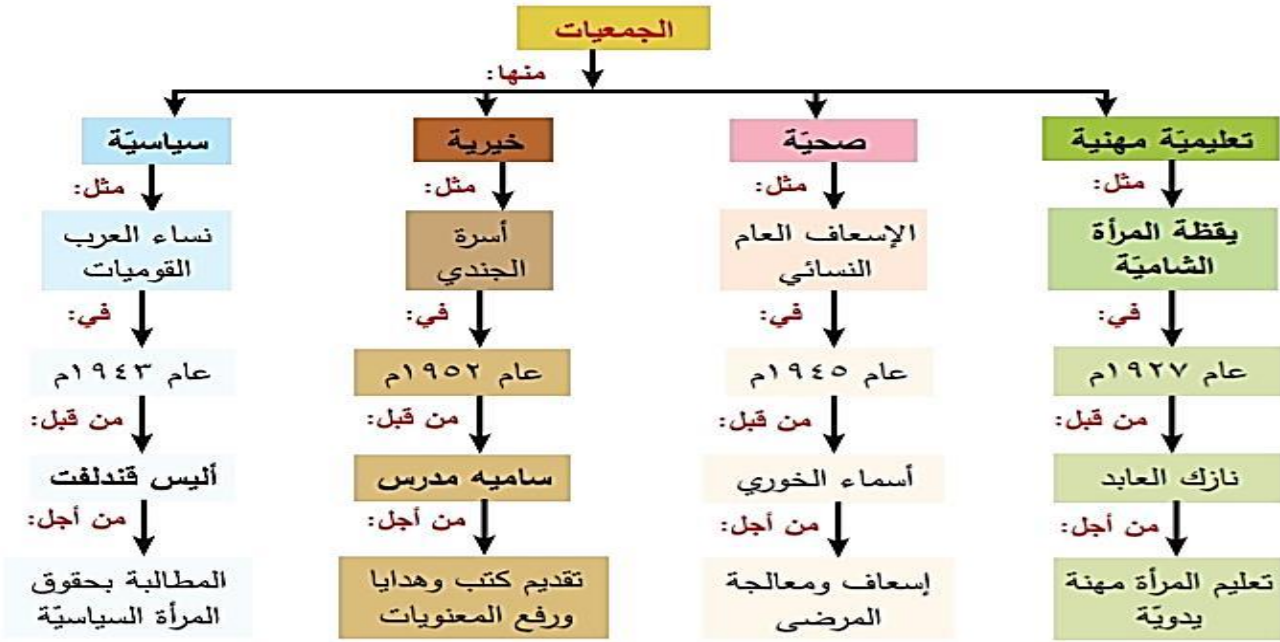 الجمعيات
منها:
تعليميّة مهنية
مثل:
يقظة المرأة
الشاميّة
في:
عام ١٩٢٧م
من قبل:
نازك العابد
من أجل:
تعليم المرأة مهنة
يدويّة
صحيّة
مثل:
الإسعاف العام
النسائي
في:
عام ١٩٤٥م
من قبل:
أسماء الخوري
من أجل:
إسعاف ومعالجة
المرضى
خيرية
مثل:
أسرة
الجندي
في:
عام ١٩٥٢م
من قبل:
ساميه مدرس
من أجل:
تقديم كتب وهدايا
ورفع المعنويات
سياسيّة
مثل:
نساء العرب
القوميات
في:
عام ١٩٤٣م
من قبل:
أليس قندلفت
من أجل:
المطالبة بحقوق
المرأة السياسيّة